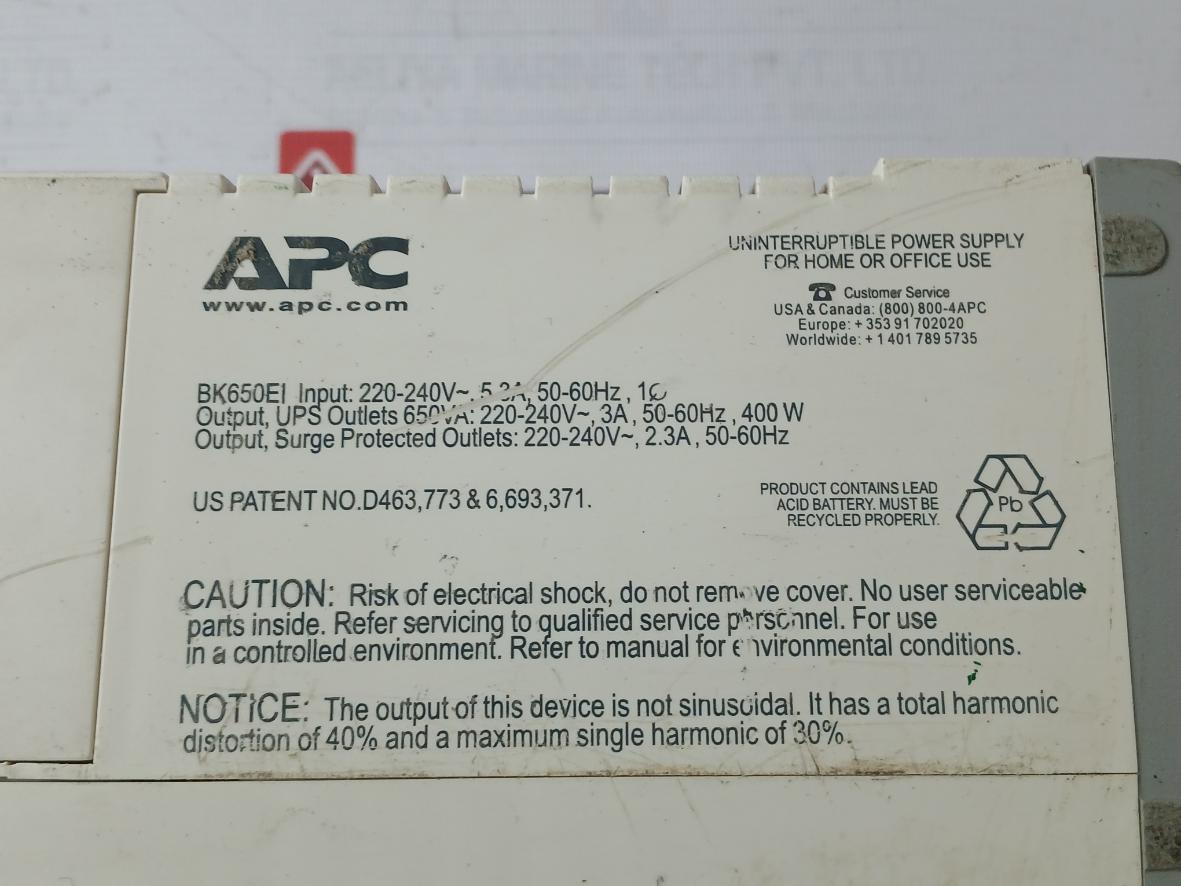 APC
www.apc.com
UNINTERRUPTIBLE POWER SUPPLY
FOR HOME OR OFFICE USE
Customer Service
USA & Canada: (800) 800-4APC
Europe: + 353 91 702020
Worldwide: + 1 401 789 5735
BK650EI Input: 220-240V~, 50-60Hz,
Output, UPS Outlets 650VA: 220-240V~, 3A, 50-60Hz, 400 W
Output, Surge Protected Outlets: 220-240V~, 2.3A, 50-60Hz
US PATENT NO.D463,773 & 6,693,371.
PRODUCT CONTAINS LEAD
ACID BATTERY. MUST BE
RECYCLED PROPERLY.
Pb
CAUTION: Risk of electrical shock, do not remove cover. No user serviceable
parts inside. Refer servicing to qualified service personnel. For use
in a controlled environment. Refer to manual for environmental conditions.
NOTICE: The output of this device is not sinusoidal. It has a total harmonic
distortion of 40% and a maximum single harmonic of 30%.